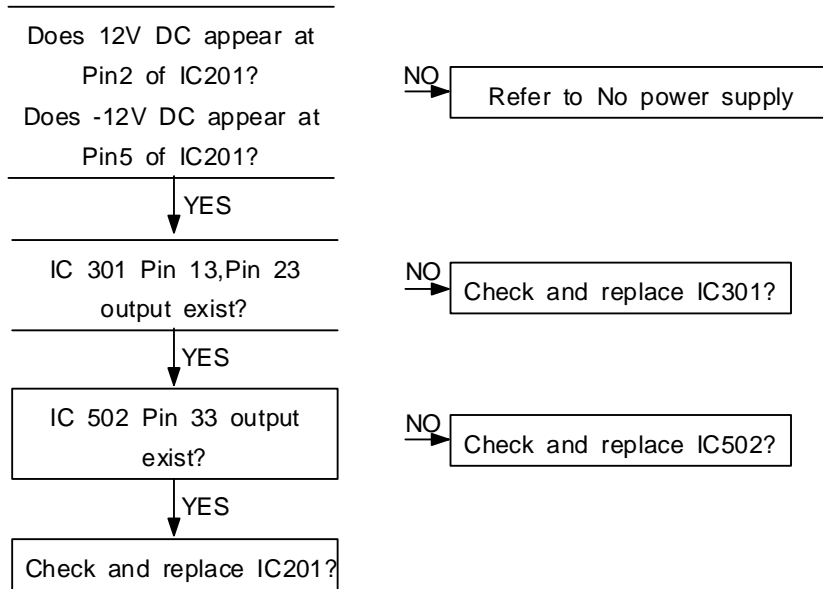 Does 12V DC appear at
Pin2 of IC201?
Does -12V DC appear at
Pin5 of IC201?
NO
Refer to No power supply
YES
IC 301 Pin 13,Pin 23
output exist?
NO
Check and replace IC301?
YES
IC 502 Pin 33 output
exist?
NO
Check and replace IC502?
YES
Check and replace IC201?